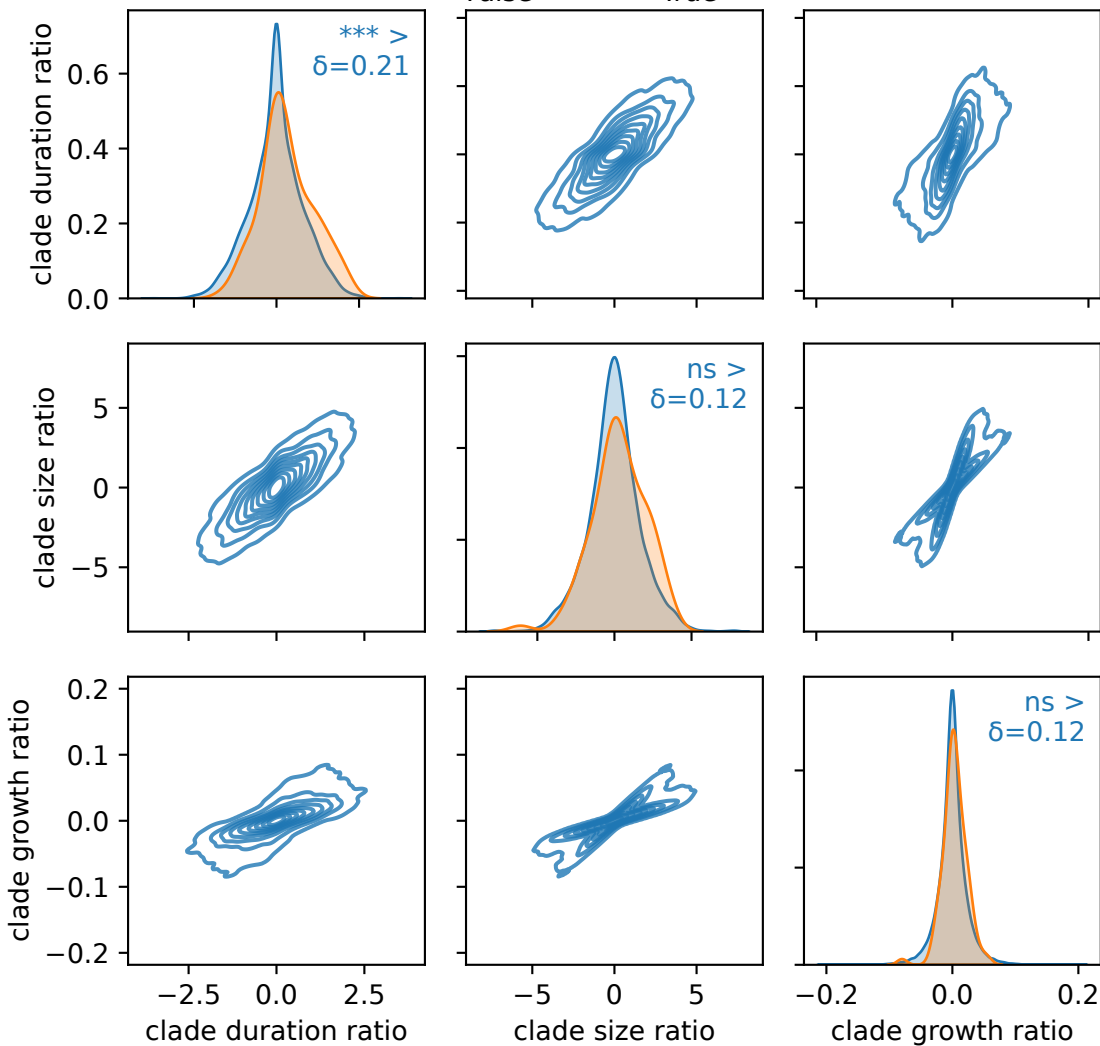 clade duration ratio
0.6
0.4
0.2
0.0
*** >
δ=0.21
clade size ratio
5
0
−5
ns >
δ=0.12
clade growth ratio
0.2
0.1
0.0
−0.1
−0.2
ns >
δ=0.12
−2.5 0.0 2.5
−5 0 5
−0.2 0.0 0.2
clade duration ratio
clade size ratio
clade growth ratio